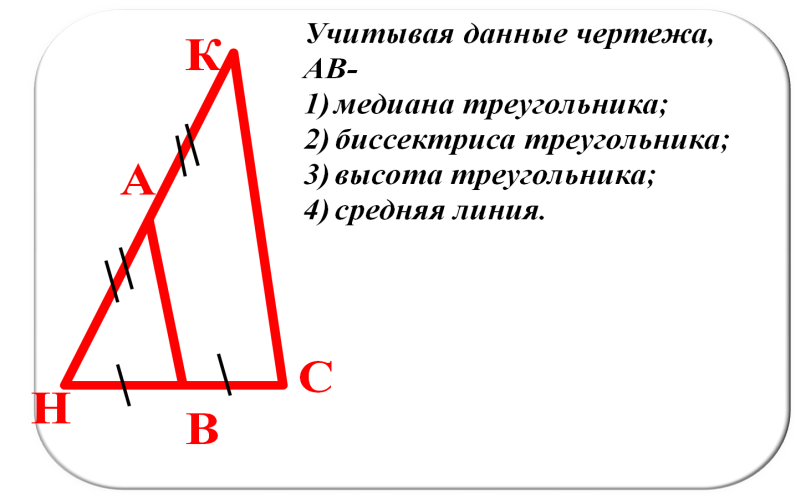 Учитывая данные чертежа,
АВ-
1) медиана треугольника;
2) биссектриса треугольника;
3) высота треугольника;
4) средняя линия.
К
А
Н
В
С